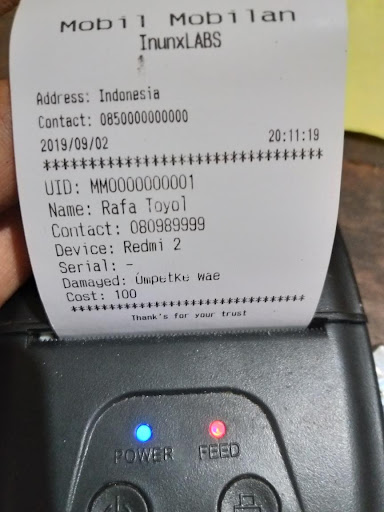 Mobil Mobilan
InunxLABS
Address: Indonesia
Contact: 0850000000000
2019/09/02 20:11:19
********************************
UID: MM0000000001
Name: Rafa Toyol
Contact: 080989999
Device: Redmi 2
Serial: -
Damaged: Umpetke wae
Cost: 100
********************************
Thank's for your trust
POWER FEED